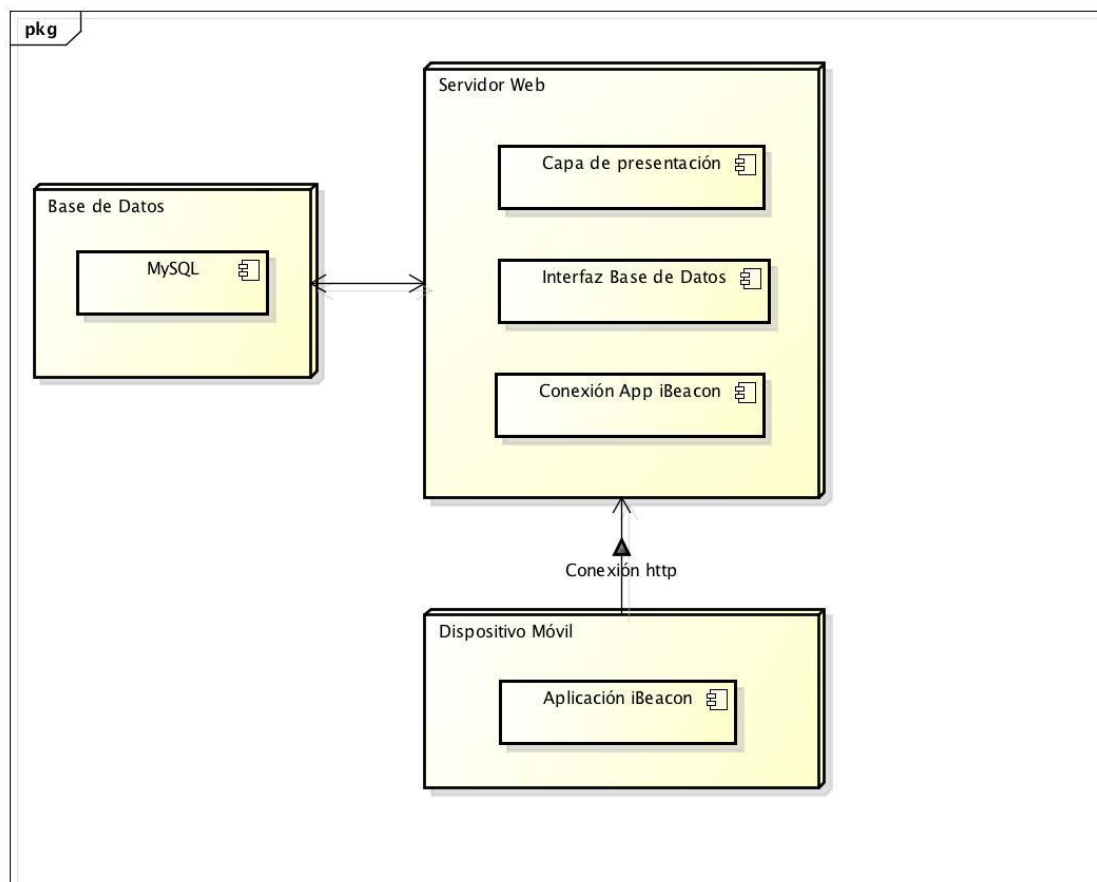 pkg
Servidor Web
Capa de presentación
Base de Datos
MySQL
Interfaz Base de Datos
Conexión App iBeacon
Conexión http
Dispositivo Móvil
Aplicación iBeacon